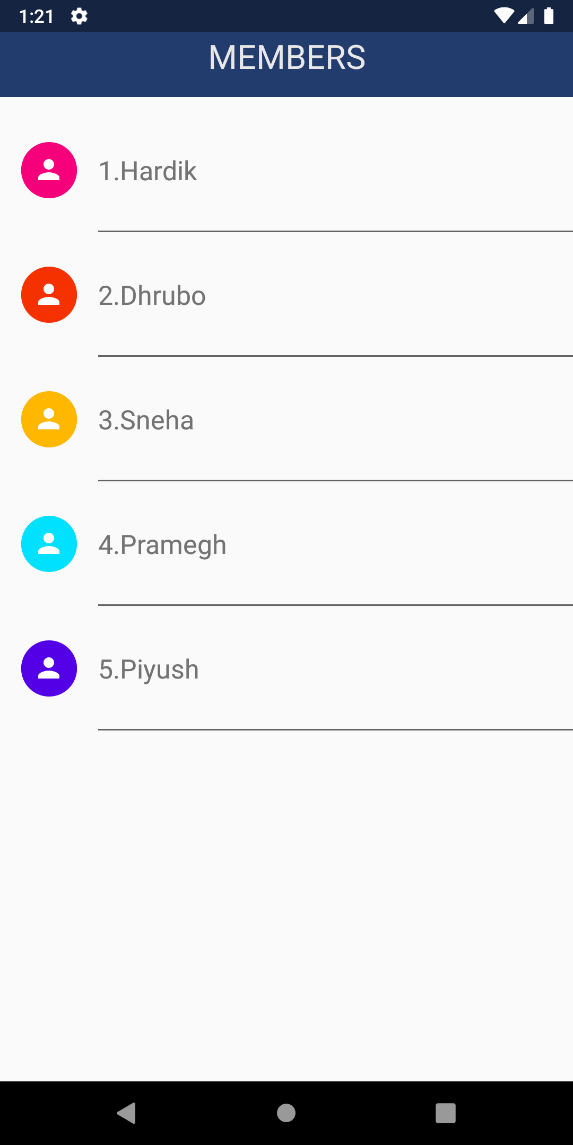 1:21
MEMBERS
1.Hardik
2.Dhrubo
3.Sneha
4.Pramegh
5.Piyush